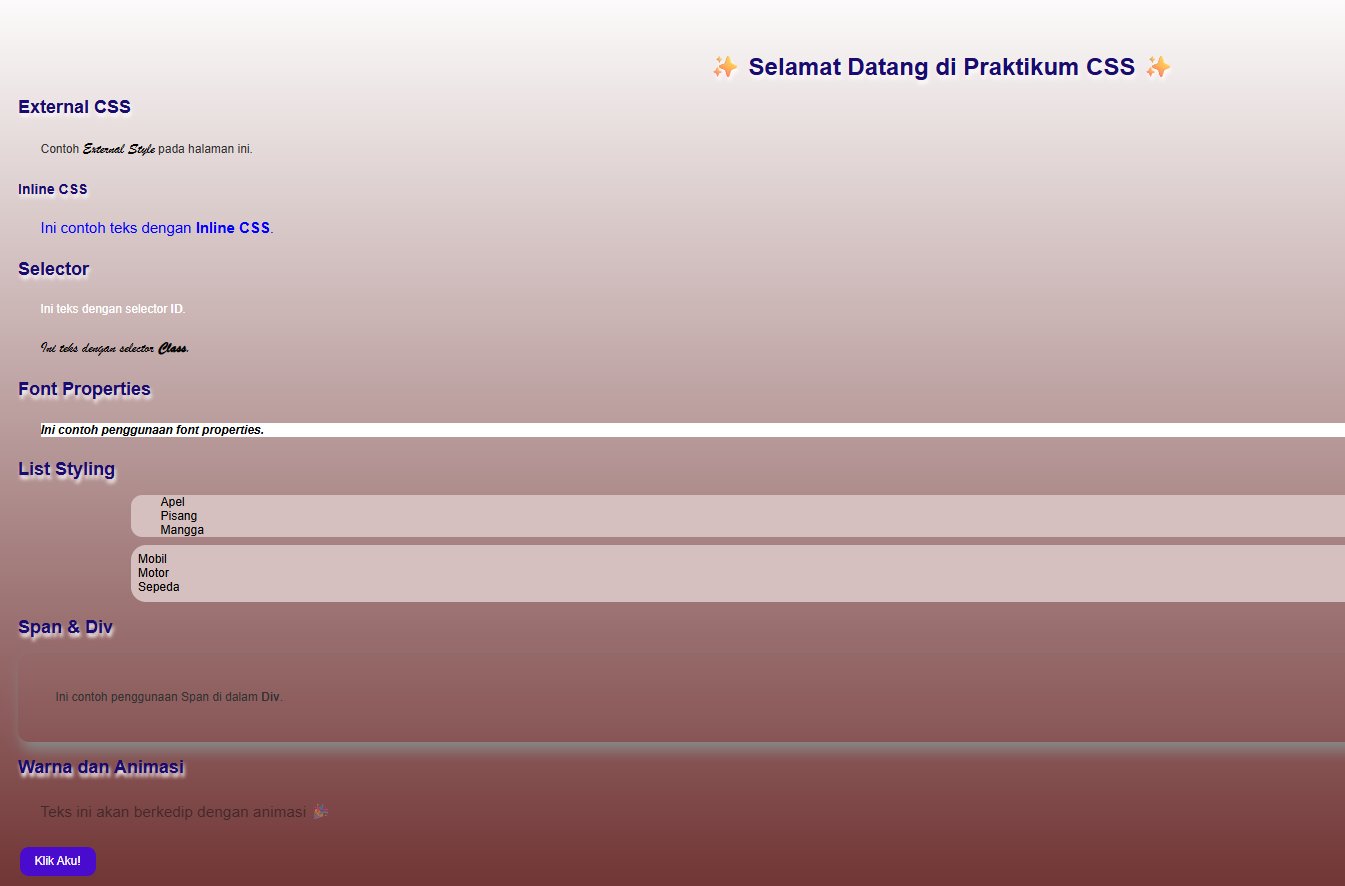 ✨ Selamat Datang di Praktikum CSS ✨
External CSS
Contoh External Style pada halaman ini.
Inline CSS
Ini contoh teks dengan Inline CSS.
Selector
Ini teks dengan selector ID.
Ini teks dengan selector Class.
Font Properties
Ini contoh penggunaan font properties.
List Styling
Apel
Pisang
Mangga
Mobil
Motor
Sepeda
Span & Div
Ini contoh penggunaan Span di dalam Div.
Warna dan Animasi
Teks ini akan berkedip dengan animasi 🎉
Klik Aku!